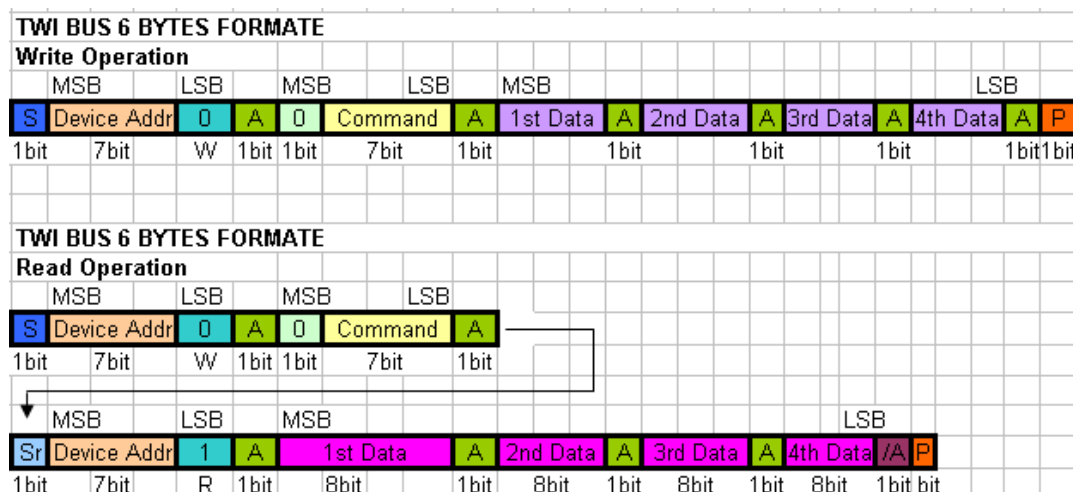 TWI BUS 6 BYTES FORMATE
Write Operation
MSB LSB MSB LSB MSB LSB
S Device Addr 0 A 0 Command A 1st Data A 2nd Data A 3rd Data A 4th Data A P
1bit 7bit W 1bit 1bit 7bit 1bit 1bit 1bit 1bit 1bit 1bit
TWI BUS 6 BYTES FORMATE
Read Operation
MSB LSB MSB LSB
S Device Addr 0 A 0 Command A
1bit 7bit W 1bit 1bit 7bit 1bit
MSB LSB MSB LSB
Sr Device Addr 1 A 1st Data A 2nd Data A 3rd Data A 4th Data /A P
1bit 7bit R 1bit 8bit 1bit 8bit 1bit 8bit 1bit 8bit 1bit bit